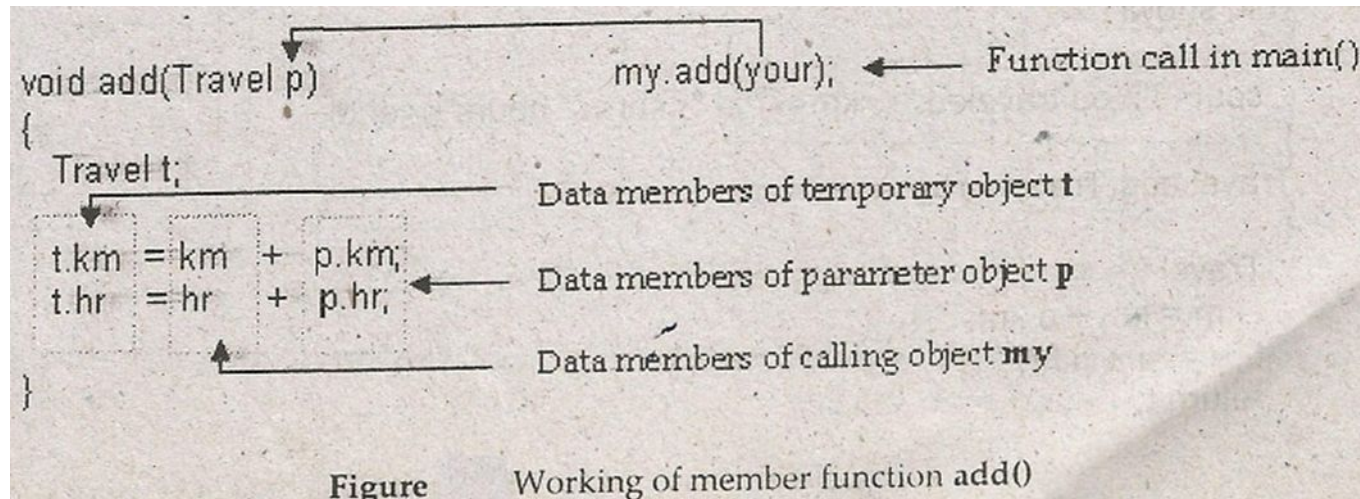 void add(Travel p)
my.add(your);
Function call in main()
{
Travel t;
Data members of temporary object t
t.km = km + p.km;
Data members of parameter object p
t.hr = hr + p.hr;
Data members of calling object my
}
Figure Working of member function add()